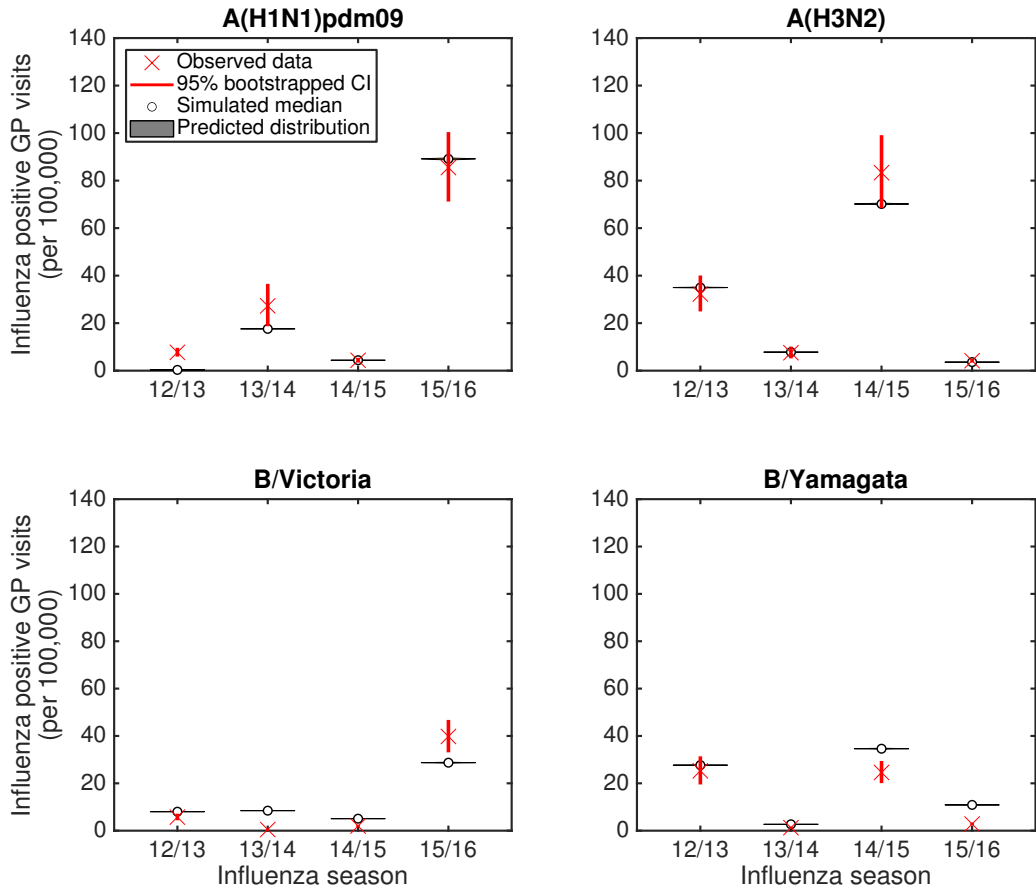 A(H1N1)pdm09
A(H3N2)
Influenza positive GP visits
(per 100,000)
140
120
100
80
60
40
20
0
Observed data
95% bootstrapped CI
Simulated median
Predicted distribution
12/13 13/14 14/15 15/16
140
120
100
80
60
40
20
0
12/13 13/14 14/15 15/16
B/Victoria
B/Yamagata
Influenza positive GP visits
(per 100,000)
140
120
100
80
60
40
20
0
12/13 13/14 14/15 15/16
Influenza season
140
120
100
80
60
40
20
0
12/13 13/14 14/15 15/16
Influenza season